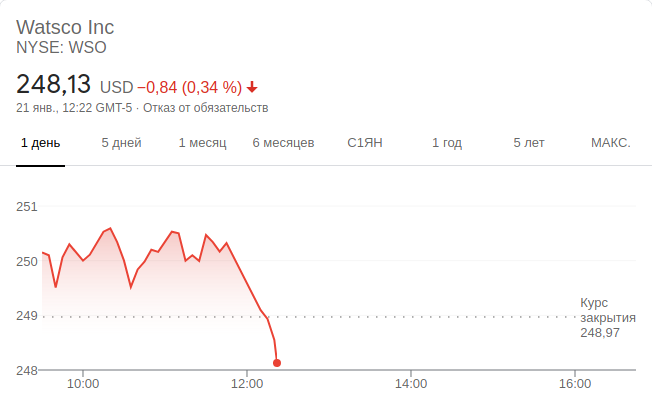 Watsco Inc
NYSE: WSO
248,13 USD −0,84 (0,34 %)
21 янв., 12:22 GMT-5 · Отказ от обязательств
1 день 5 дней 1 месяц 6 месяцев С1ЯН 1 год 5 лет МАКС.
251
250
249
248
Курс
закрытия
248,97
10:00 12:00 14:00 16:00